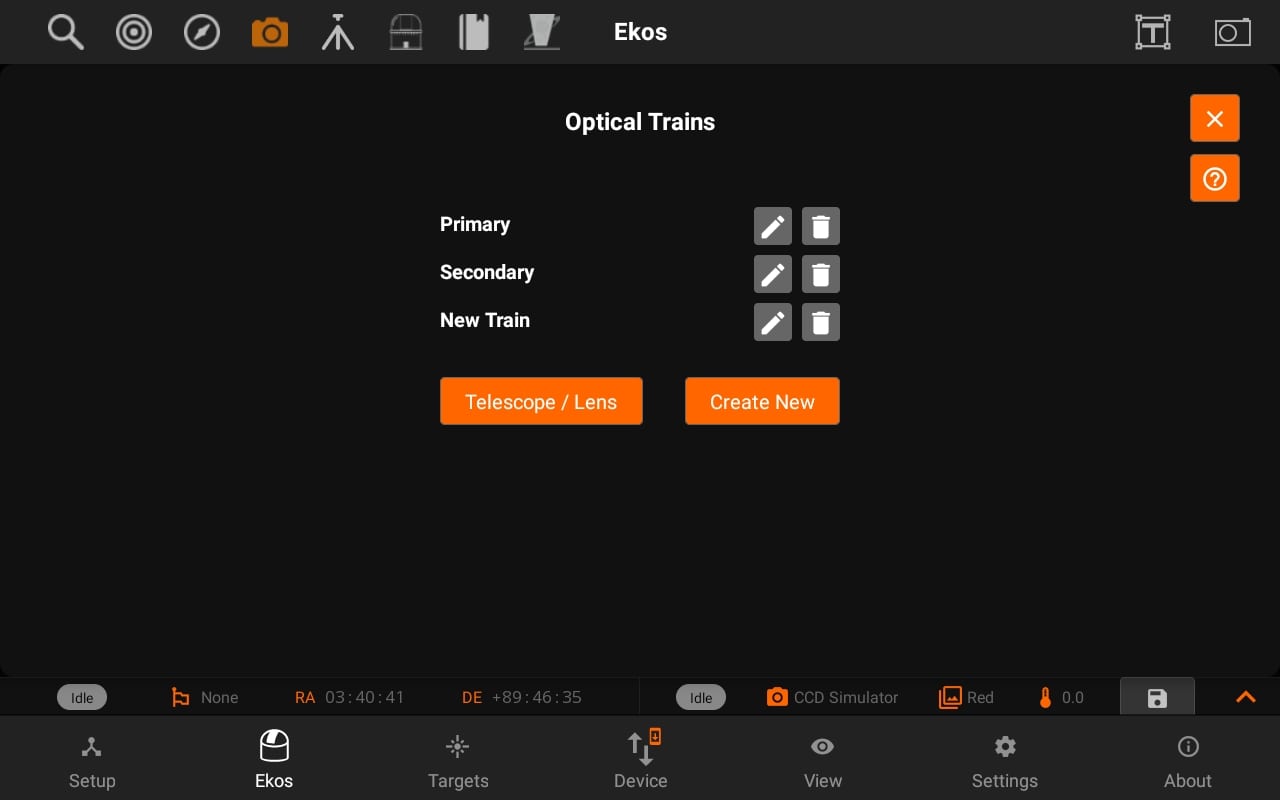 Ekos
Optical Trains
Primary
Secondary
New Train
Telescope / Lens
Create New
Idle
None
RA 03:40:41
DE +89:46:35
Idle
CCD Simulator
Red
0.0
Setup
Ekos
Targets
Device
View
Settings
About